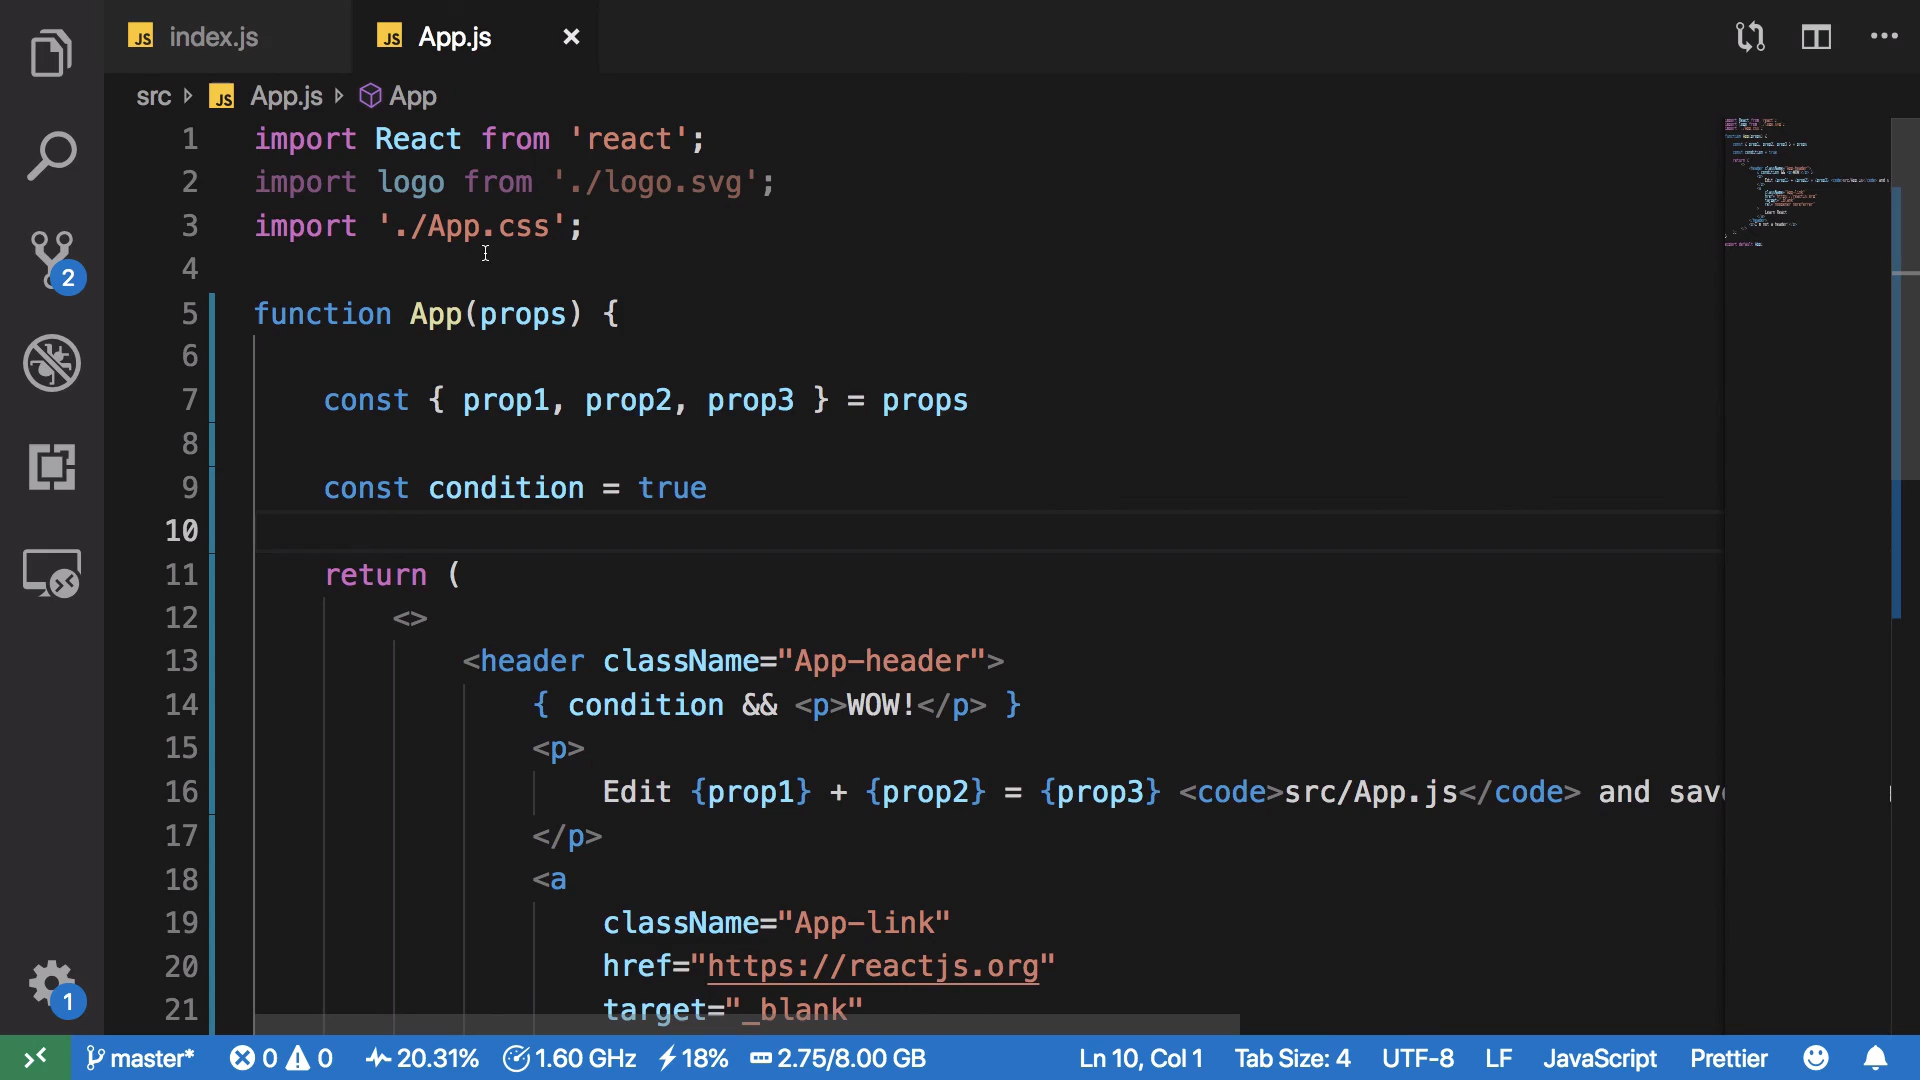 JS index.js
JS App.js ×
src JS App.js App
1 import React from 'react';
2 import logo from './logo.svg';
3 import './App.css';
4
5 function App(props) {
6
7 const { prop1, prop2, prop3 } = props
8
9 const condition = true
10
11 return (
12 <>
13 <header className="App-header">
14 { condition && <p>WOW!</p> }
15 <p>
16 Edit {prop1} + {prop2} = {prop3} <code>src/App.js</code> and sav
17 </p>
18 <a
19 className="App-link"
20 href="https://reactjs.org"
21 target="_blank"
2
1
master* 0 0 20.31% 1.60 GHz 18% 2.75/8.00 GB Ln 10, Col 1 Tab Size: 4 UTF-8 LF JavaScript Prettier